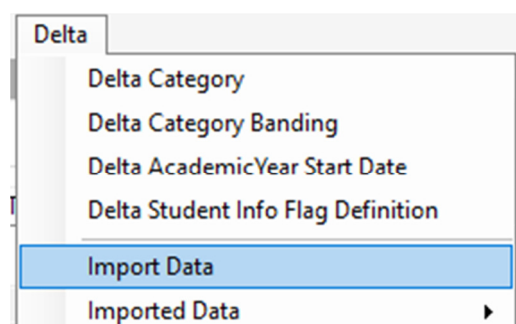 Delta
Delta Category
Delta Category Banding
Delta AcademicYear Start Date
Delta Student Info Flag Definition
Import Data
Imported Data